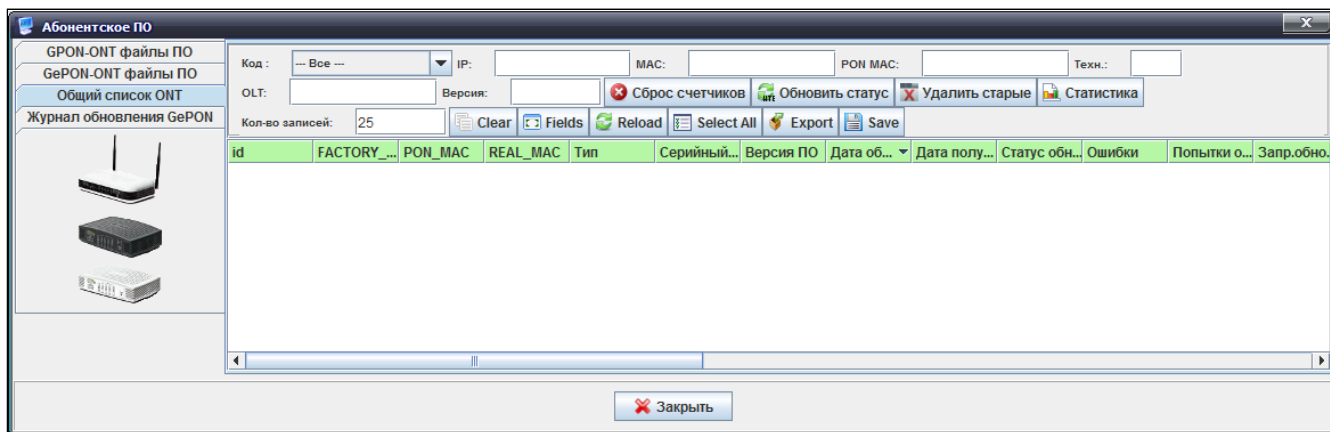 Абонентское ПО
GPON-ONT файлы ПО
GePON-ONT файлы ПО
Общий список ONT
Журнал обновления GePON
Код : --- Все --- IP: MAC: PON MAC: Техн.:
OLT: Версия: Сброс счетчиков Обновить статус Удалить старые Статистика
Кол-во записей: 25 Clear Fields Reload Select All Export Save
id FACTORY_... PON_MAC REAL_MAC Тип Серийный... Версия ПО Дата об... Дата полу... Статус обн... Ошибки Попытки о... Запр.обно.
Закрыть